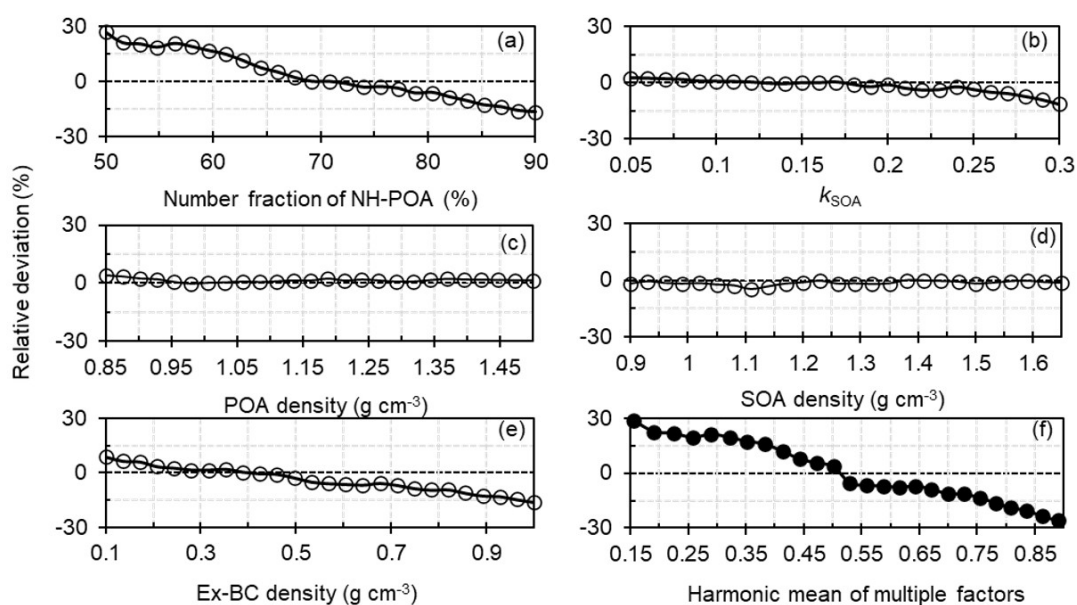 Relative deviation (%)
30
0
-30
(a)
50 60 70 80 90
Number fraction of NH-POA (%)
30
0
-30
(b)
0.05 0.1 0.15 0.2 0.25 0.3
kSOA
30
0
-30
(c)
0.85 0.95 1.05 1.15 1.25 1.35 1.45
POA density (g cm-3)
30
0
-30
(d)
0.9 1 1.1 1.2 1.3 1.4 1.5 1.6
SOA density (g cm-3)
30
0
-30
(e)
0.1 0.3 0.5 0.7 0.9
Ex-BC density (g cm-3)
30
0
-30
(f)
0.15 0.25 0.35 0.45 0.55 0.65 0.75 0.85
Harmonic mean of multiple factors